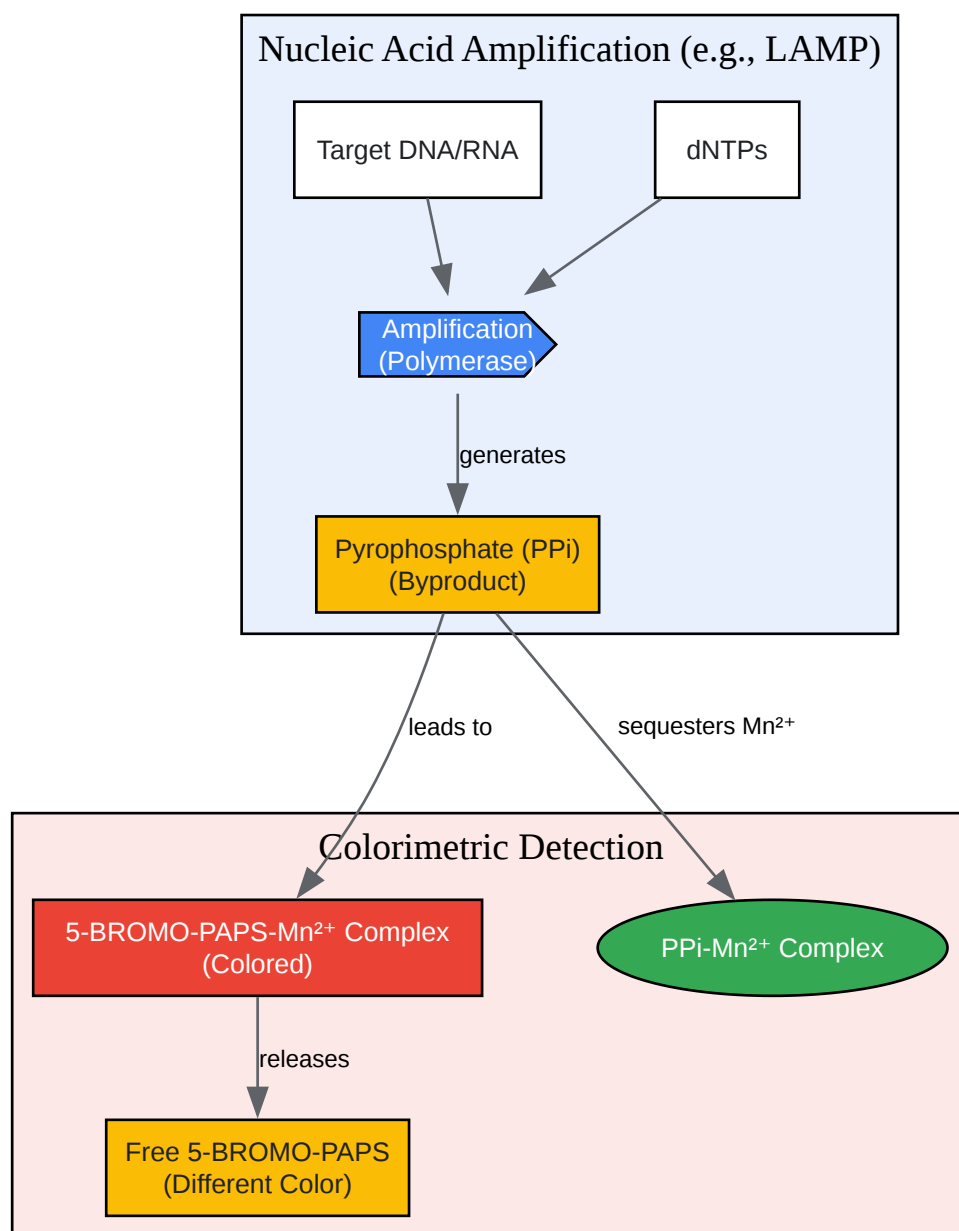 Nucleic Acid Amplification (e.g., LAMP)
Target DNA/RNA
dNTPs
Amplification
(Polymerase)
generates
Pyrophosphate (PPi)
(Byproduct)
leads to
sequesters Mn²⁺
Colorimetric Detection
5-BROMO-PAPS-Mn²⁺ Complex
(Colored)
PPi-Mn²⁺ Complex
releases
Free 5-BROMO-PAPS
(Different Color)